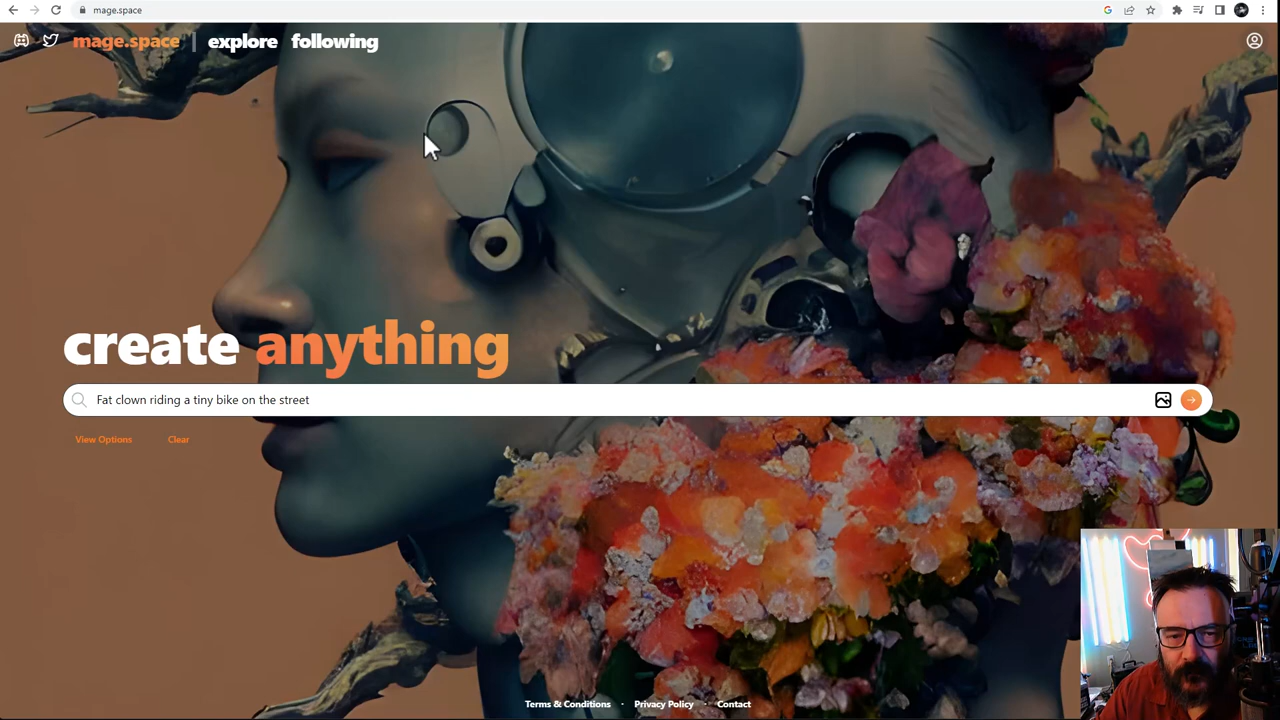 mage.space
mage.space | explore following
create anything
Fat clown riding a tiny bike on the street
View Options Clear
Terms & Conditions · Privacy Policy · Contact